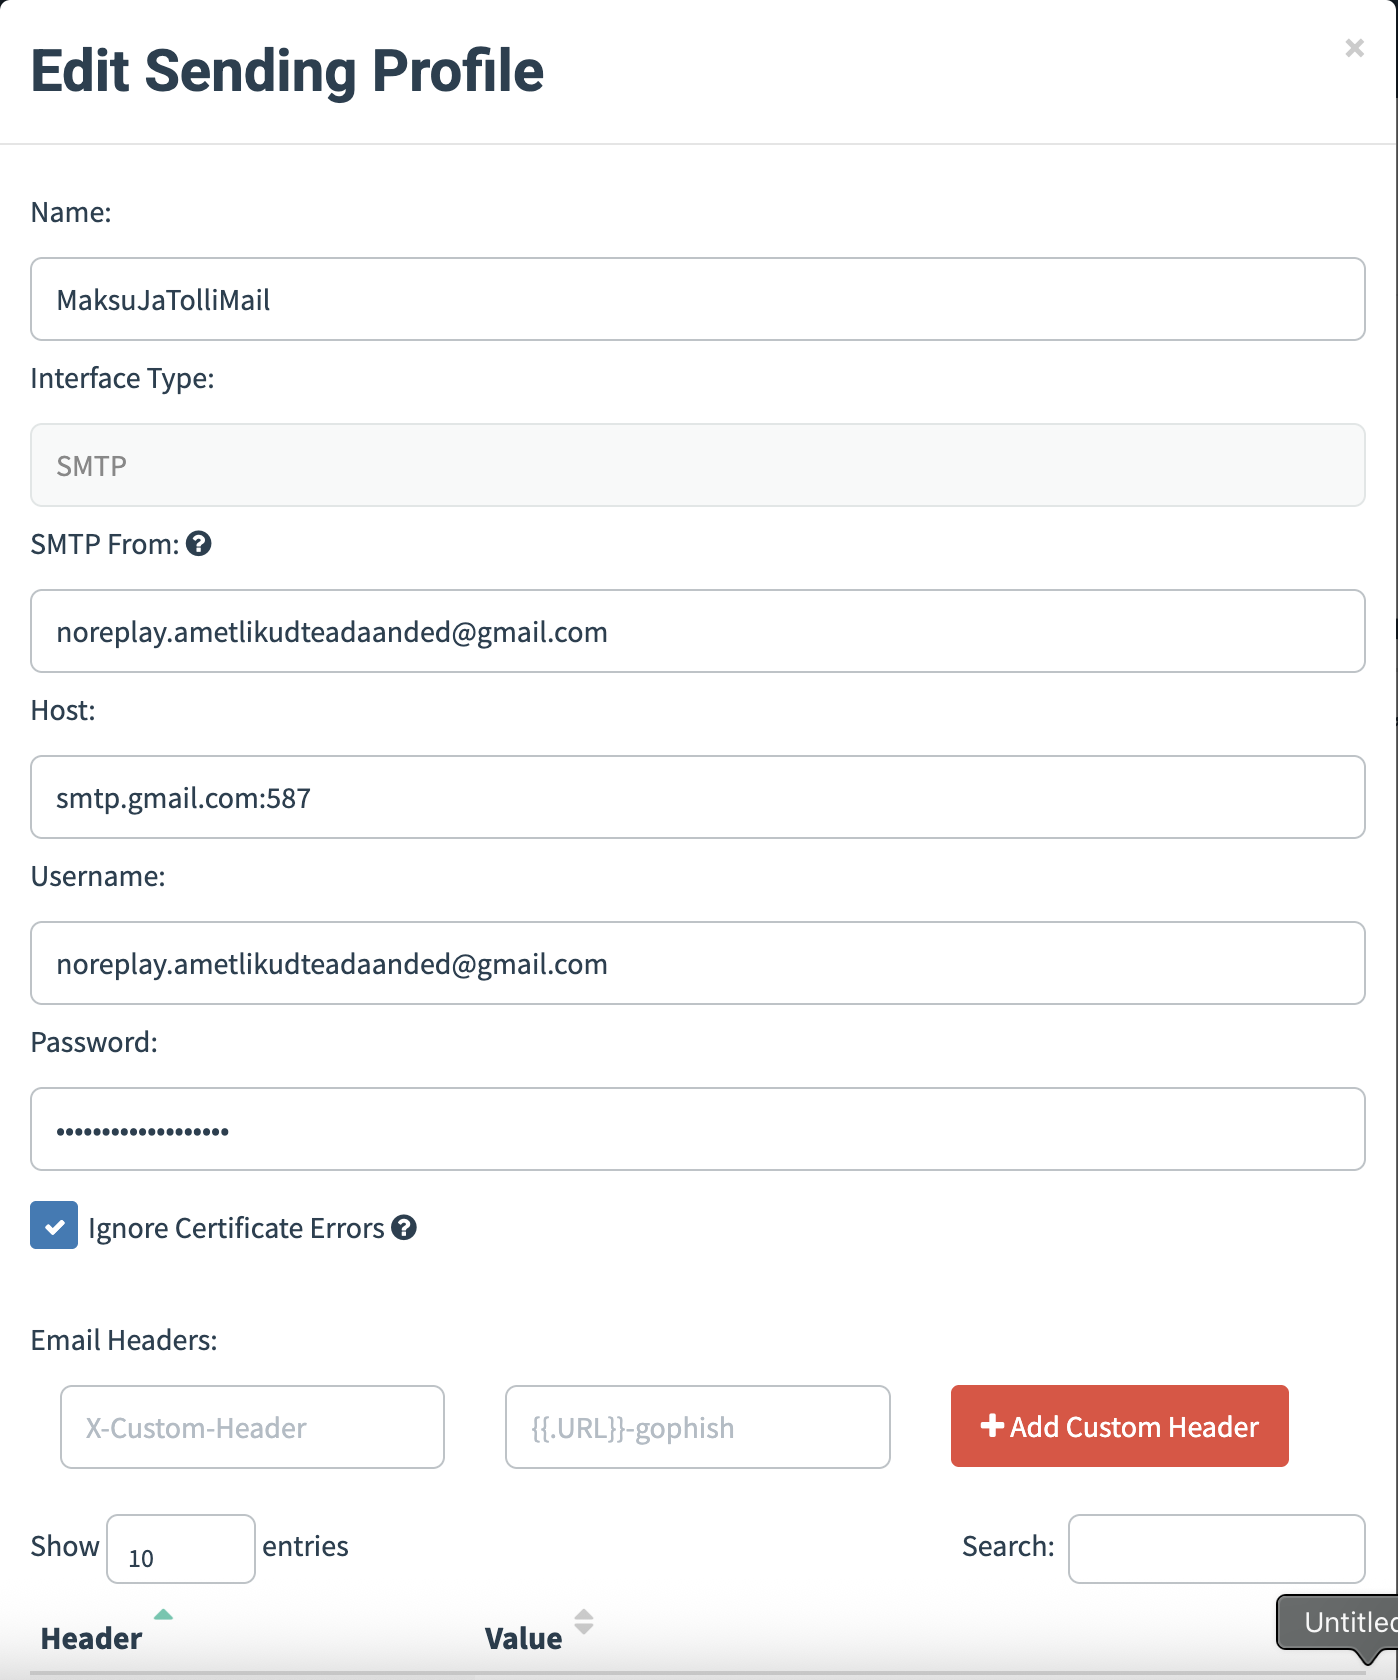 Edit Sending Profile
×
Name:
MaksuJaTolliMail
Interface Type:
SMTP
SMTP From:
noreplay.ametlikudteadaanded@gmail.com
Host:
smtp.gmail.com:587
Username:
noreplay.ametlikudteadaanded@gmail.com
Password:
•••••••••••••••••••
Ignore Certificate Errors
Email Headers:
X-Custom-Header {{.URL}}-gophish + Add Custom Header
Show 10 entries Search:
Header Value